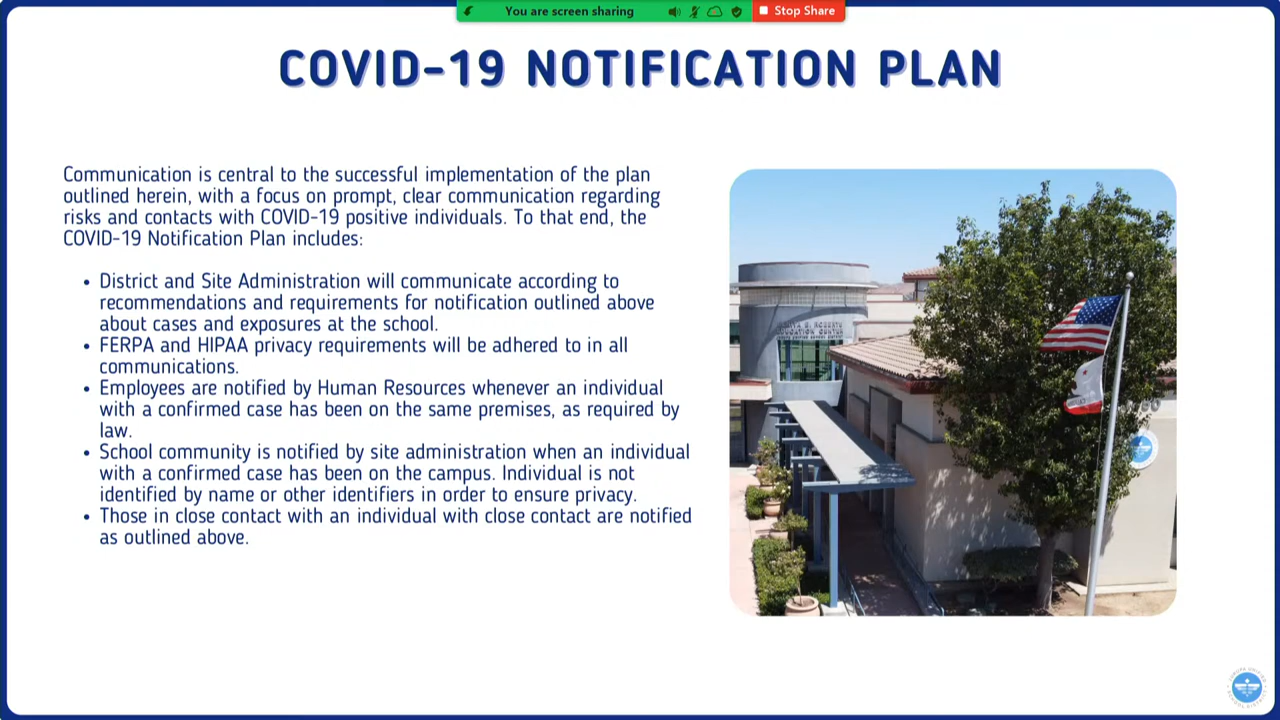 You are screen sharing
Stop Share
COVID-19 NOTIFICATION PLAN
Communication is central to the successful implementation of the plan
outlined herein, with a focus on prompt, clear communication regarding
risks and contacts with COVID-19 positive individuals. To that end, the
COVID-19 Notification Plan includes:
• District and Site Administration will communicate according to
recommendations and requirements for notification outlined above
about cases and exposures at the school.
• FERPA and HIPAA privacy requirements will be adhered to in all
communications.
• Employees are notified by Human Resources whenever an individual
with a confirmed case has been on the same premises, as required by
law.
• School community is notified by site administration when an individual
with a confirmed case has been on the campus. Individual is not
identified by name or other identifiers in order to ensure privacy.
• Those in close contact with an individual with close contact are notified
as outlined above.
EDUCATION CENTER